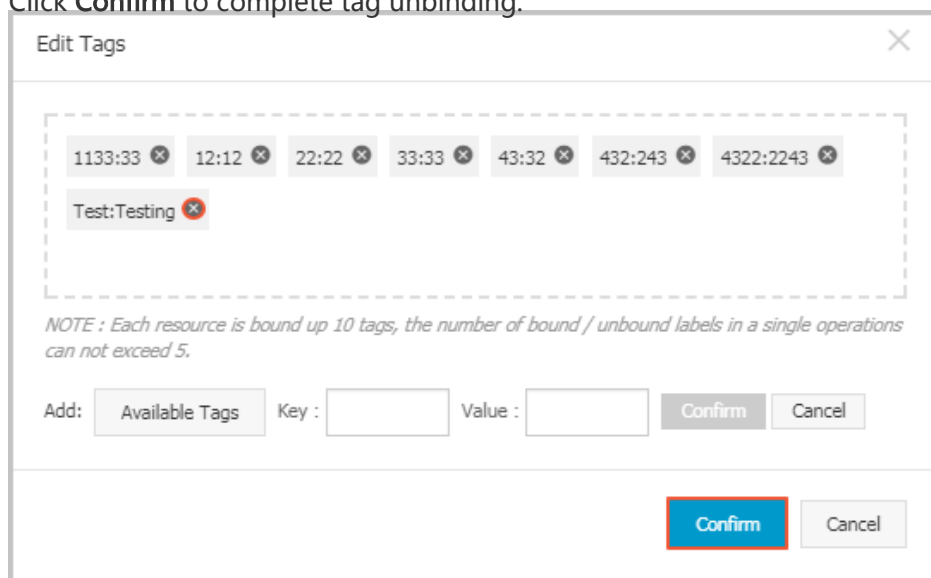 Click Confirm to complete tag unbinding.
Edit Tags
1133:33 12:12 22:22 33:33 43:32 432:243 4322:2243
Test:Testing
NOTE : Each resource is bound up 10 tags, the number of bound / unbound labels in a single operations
can not exceed 5.
Add: Available Tags Key : Value : Confirm Cancel
Confirm Cancel